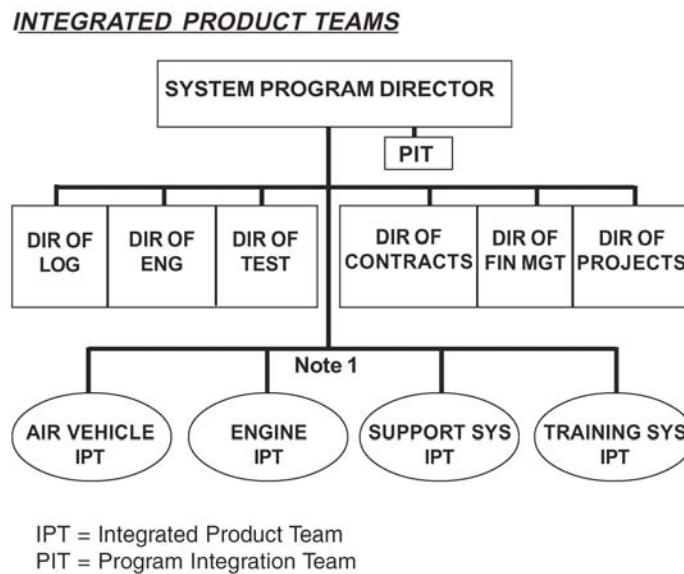 INTEGRATED PRODUCT TEAMS
SYSTEM PROGRAM DIRECTOR
PIT
DIR OF
LOG
DIR OF
ENG
DIR OF
TEST
DIR OF
CONTRACTS
DIR OF
FIN MGT
DIR OF
PROJECTS
Note 1
AIR VEHICLE
IPT
ENGINE
IPT
SUPPORT SYS
IPT
TRAINING SYS
IPT
IPT = Integrated Product Team
PIT = Program Integration Team